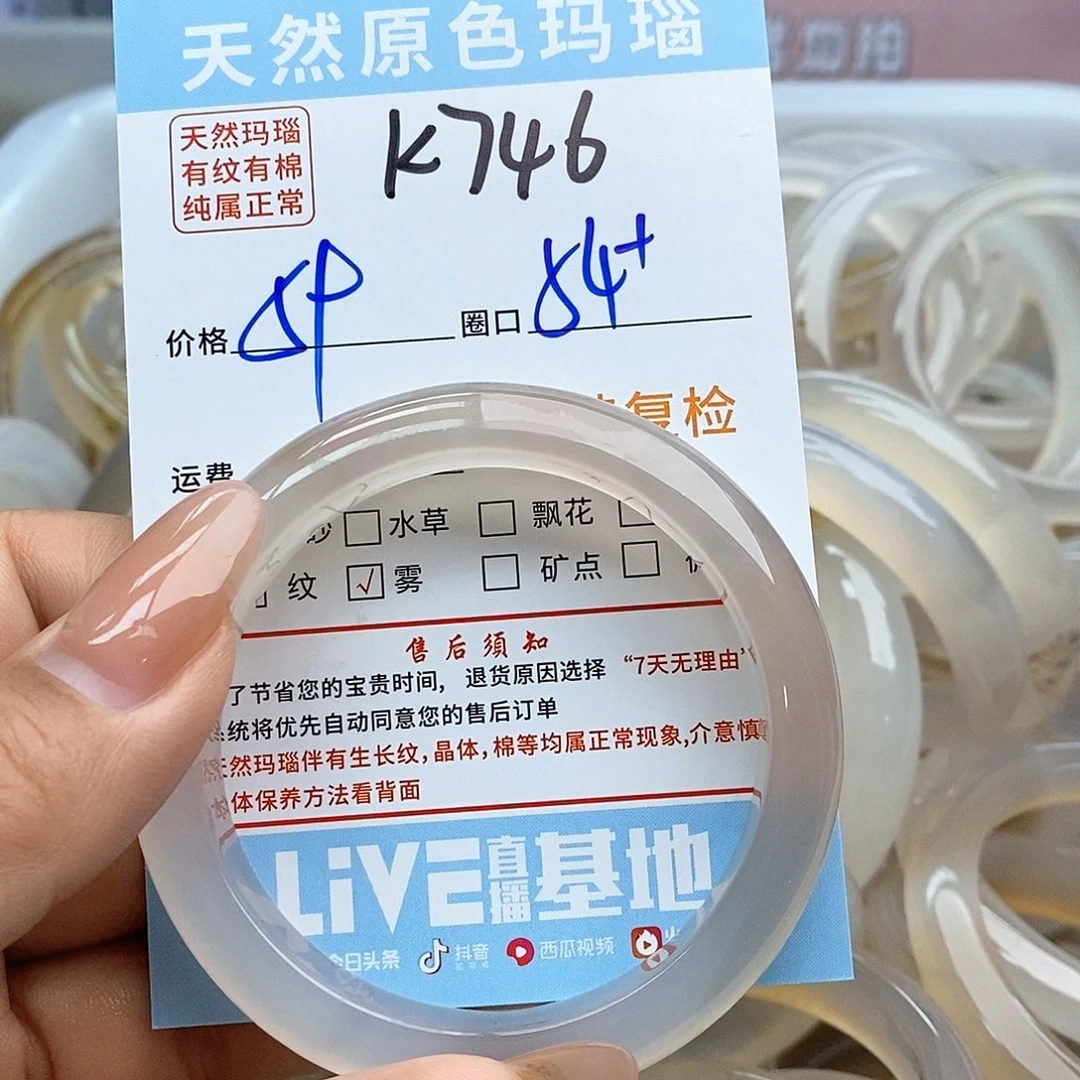 天然原色玛瑙
天然玛瑙
有纹有棉
纯属正常
K746
价格 圈口 54+
复检
运费
水草 飘花
纹 √ 雾 矿点
售后须知
了节省您的宝贵时间，退货原因选择“7天无理由”
统将优先自动同意您的售后订单
然玛瑙伴有生长纹,晶体,棉等均属正常现象,介意慎
体保养方法看背面
LiVE直播基地
今日头条 抖音 西瓜视频